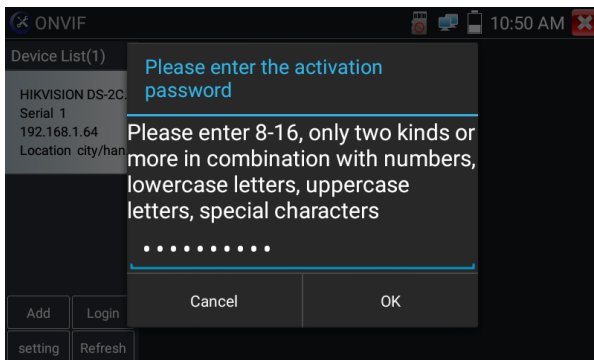 ONVIF
10:50 AM
Device List(1)
HIKVISION DS-2C.
Serial 1
192.168.1.64
Location city/han
Please enter the activation
password
Please enter 8-16, only two kinds or
more in combination with numbers,
lowercase letters, uppercase
letters, special characters
••••••••••
Cancel
OK
Add
Login
setting
Refresh